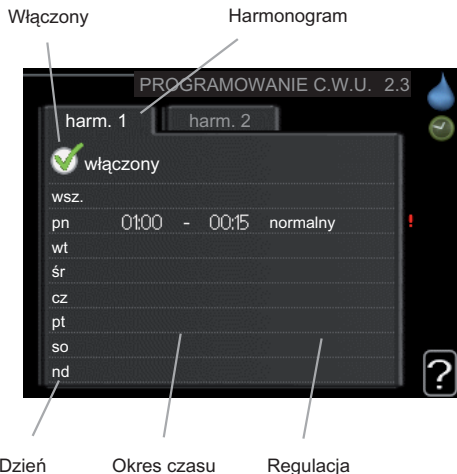 Włączony Harmonogram
PROGRAMOWANIE C.W.U. 2.3
harm. 1 harm. 2
włączony
wsz.
pn 01:00 - 00:15 normalny !
wt
śr
cz
pt
so
nd
?
Dzień Okres czasu Regulacja